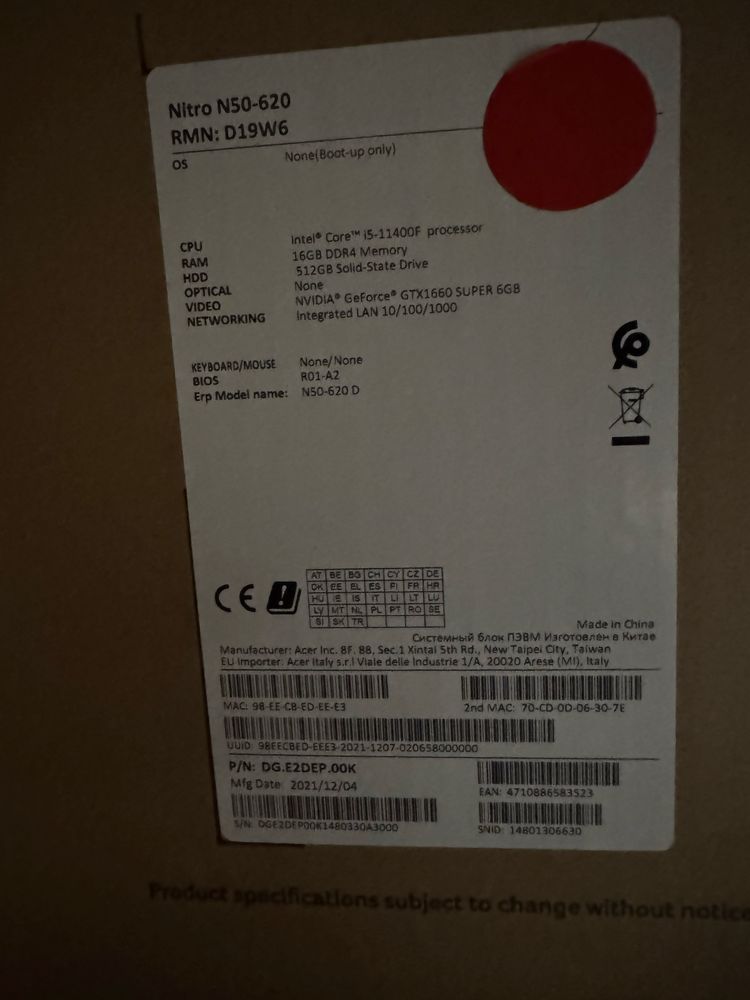 Nitro N50-620
RMN: D19W6
OS None(Boot-up only)
CPU Intel® Core™ i5-11400F processor
RAM 16GB DDR4 Memory
HDD 512GB Solid-State Drive
OPTICAL None
VIDEO NVIDIA® GeForce® GTX1660 SUPER 6GB
NETWORKING Integrated LAN 10/100/1000
KEYBOARD/MOUSE None/None
BIOS R01-A2
Erp Model name: N50-620 D
CE
AT BE BG CH CY CZ DE
DK EE EL ES FI FR HR
HU IE IS IT LI LT LU
LV MT NL PL PT RO SE
SI SK TR
Made in China
Системный блок ПЭВМ Изготовлен в Китае
Manufacturer: Acer Inc. 8F. 88, Sec.1 Xintai 5th Rd., New Taipei City, Taiwan
EU Importer: Acer Italy s.r.l Viale delle Industrie 1/A, 20020 Arese (MI), Italy
MAC: 98-EE-CB-ED-EE-E3 2nd MAC: 70-CD-0D-06-30-7E
UUID: 98EECBED-EEE3-2021-1207-020658000000
P/N: DG.E2DEP.00K
Mfg Date: 2021/12/04 EAN: 4710886583523
S/N: DGE2DEP00K1480330A3000 SNID: 14801306630
Product specifications subject to change without notice